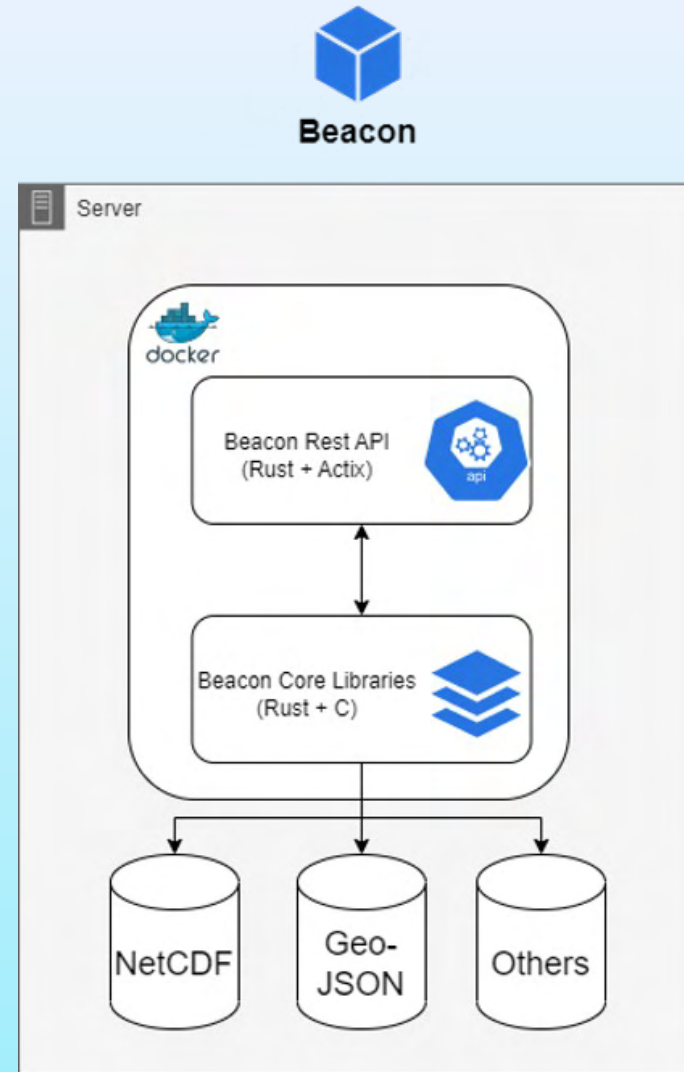 Beacon
Server
docker
Beacon Rest API
(Rust + Actix)
api
Beacon Core Libraries
(Rust + C)
NetCDF
Geo-
JSON
Others